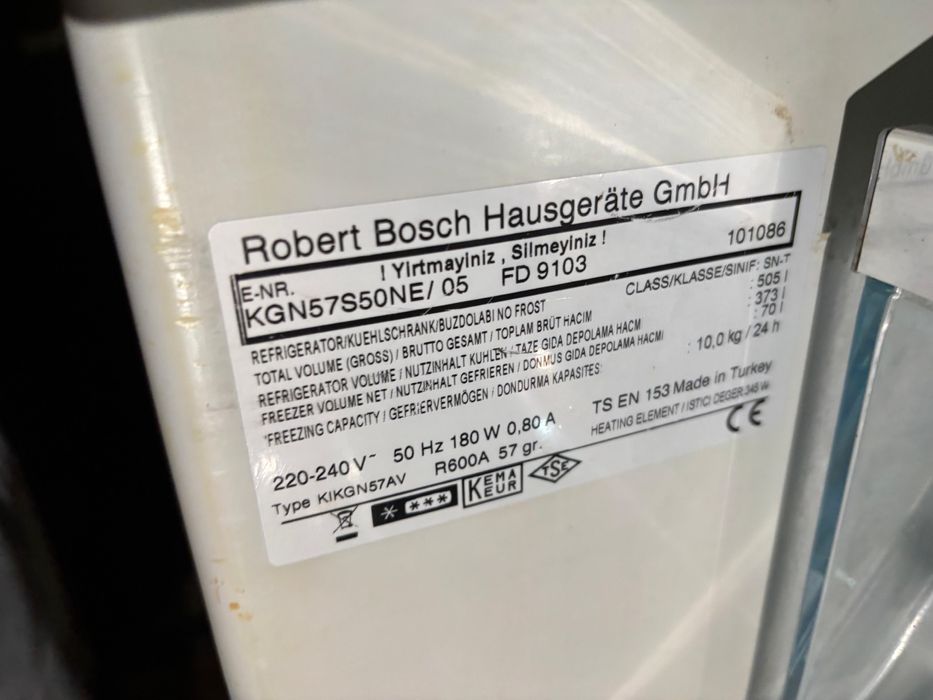 Robert Bosch Hausgeräte GmbH
! Yirtmayiniz , Silmeyiniz !
E-NR.
KGN57S50NE/ 05 FD 9103 101086
REFRIGERATOR/KUEHLSCHRANK/BUZDOLABI NO FROST CLASS/KLASSE/SINIF: SN-T
TOTAL VOLUME (GROSS) / BRUTTO GESAMT / TOPLAM BRÜT HACIM : 505 l
REFRIGERATOR VOLUME / NUTZINHALT KUHLEN / TAZE GIDA DEPOLAMA HACM : 373 l
FREEZER VOLUME NET / NUTZINHALT GEFRIEREN / DONMUS GIDA DEPOLAMA HACMI : 70 l
*FREEZING CAPACITY / GEFRIERVERMÖGEN / DONDURMA KAPASITES: : 10,0 kg / 24 h
TS EN 153 Made in Turkey
220-240 V~ 50 Hz 180 W 0,80 A HEATING ELEMENT / ISTICI DEGER 346 W
Type KIKGN57AV R600A 57 gr.
KEMA
EUR
TSE
CE